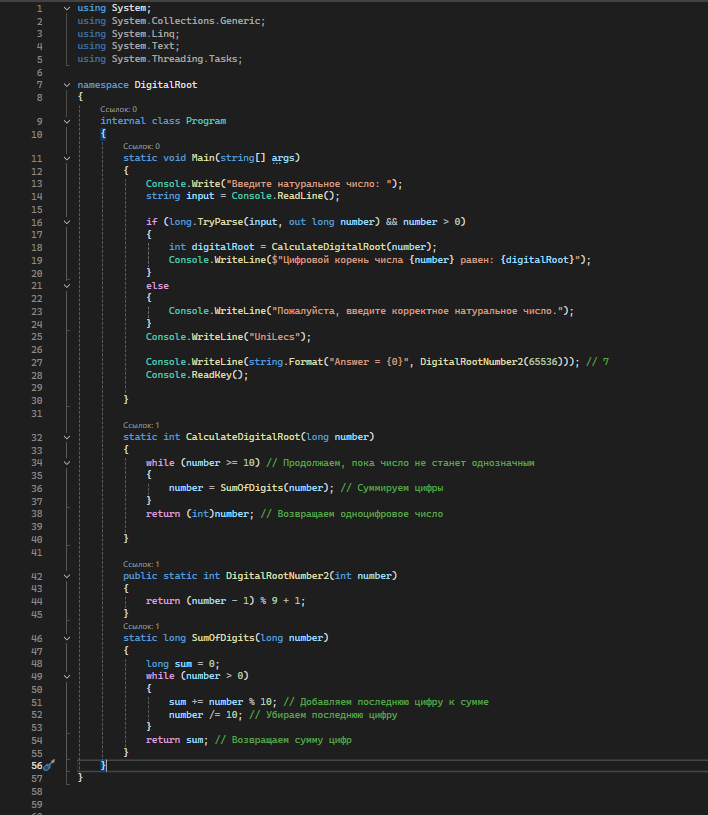 1 using System;
2 using System.Collections.Generic;
3 using System.Linq;
4 using System.Text;
5 using System.Threading.Tasks;
6
7 namespace DigitalRoot
8 {
Ссылок: 0
9 internal class Program
10 {
Ссылок: 0
11 static void Main(string[] args)
12 {
13 Console.Write("Введите натуральное число: ");
14 string input = Console.ReadLine();
15
16 if (long.TryParse(input, out long number) && number > 0)
17 {
18 int digitalRoot = CalculateDigitalRoot(number);
19 Console.WriteLine($"Цифровой корень числа {number} равен: {digitalRoot}");
20 }
21 else
22 {
23 Console.WriteLine("Пожалуйста, введите корректное натуральное число.");
24 }
25 Console.WriteLine("UniLecs");
26
27 Console.WriteLine(string.Format("Answer = {0}", DigitalRootNumber2(65536))); // 7
28 Console.ReadKey();
29
30 }
31
Ссылок: 1
32 static int CalculateDigitalRoot(long number)
33 {
34 while (number >= 10) // Продолжаем, пока число не станет однозначным
35 {
36 number = SumOfDigits(number); // Суммируем цифры
37 }
38 return (int)number; // Возвращаем одноцифровое число
39
40 }
41
Ссылок: 1
42 public static int DigitalRootNumber2(int number)
43 {
44 return (number - 1) % 9 + 1;
45 }
Ссылок: 1
46 static long SumOfDigits(long number)
47 {
48 long sum = 0;
49 while (number > 0)
50 {
51 sum += number % 10; // Добавляем последнюю цифру к сумме
52 number /= 10; // Убираем последнюю цифру
53 }
54 return sum; // Возвращаем сумму цифр
55 }
56 }
57 }
58
59